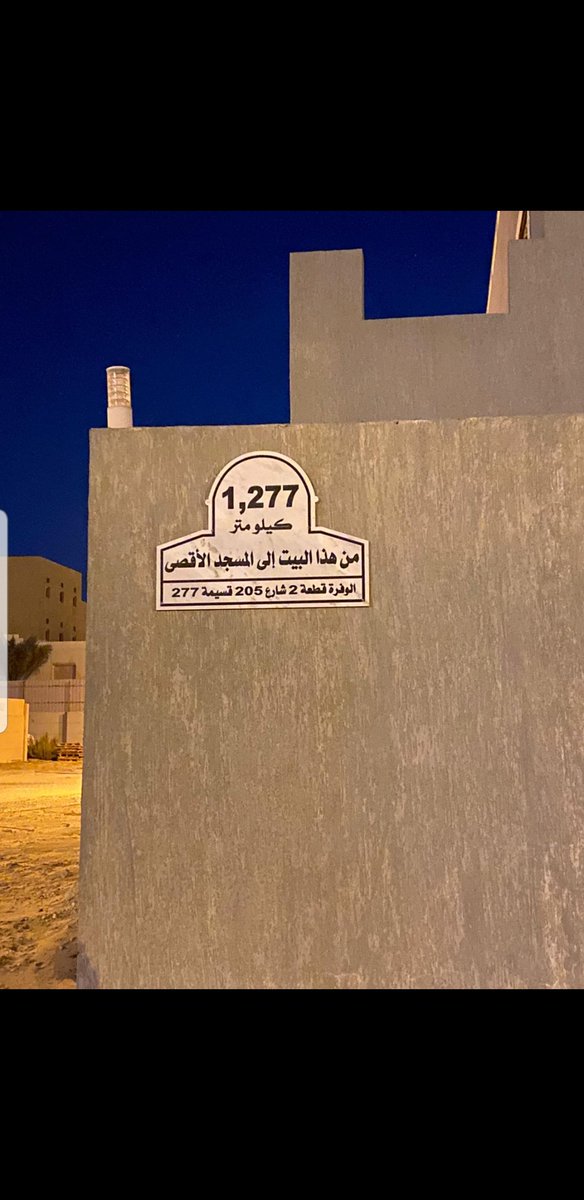 1,277
كيلو متر
من هذا البيت إلى المسجد الأقصى
الوفرة قطعة 2 شارع 205 قسيمة 277